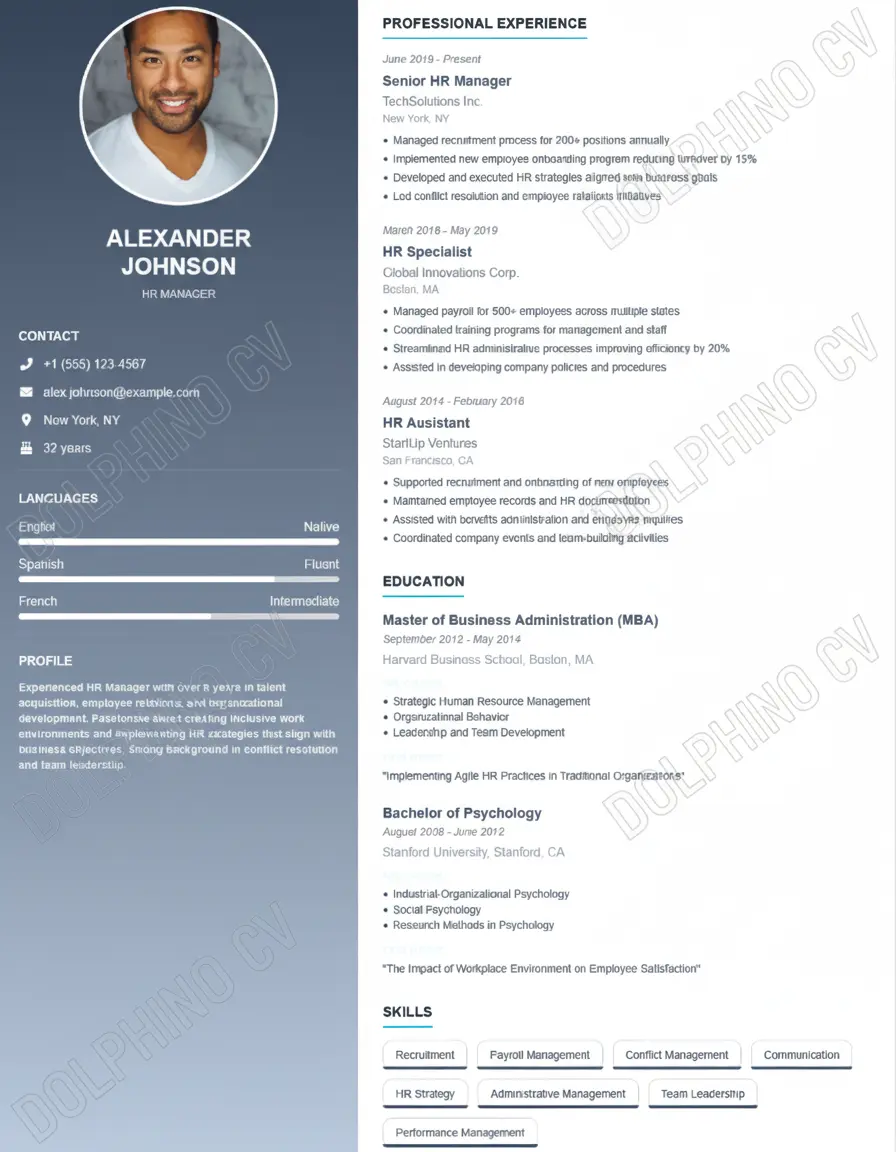 ALEXANDER
JOHNSON
HR MANAGER
CONTACT
+1 (555) 123-4567
alex.johnson@example.com
New York, NY
32 years
LANGUAGES
Native
Spanish Fluent
French Intermediate
PROFILE
Experienced HR Manager with over 8 years in talent
acquisition, employee relations, and organizational
development. creating inclusive work
environments and implementing HR strategies that align with
business objectives. Strong background in conflict resolution
and team leadership.
PROFESSIONAL EXPERIENCE
June 2019 - Present
Senior HR Manager
TechSolutions Inc.
New York, NY
• Managed recruitment process for 200+ positions annually
• Implemented new employee onboarding program reducing turnover by 15%
• Developed and executed HR strategies aligned with business goals
• Led conflict resolution and employee relations initiatives
March 2016 - May 2019
HR Specialist
Global Innovations Corp.
Boston, MA
• Managed payroll for 500+ employees across multiple states
• Coordinated training programs for management and staff
• Streamlined HR administrative processes improving efficiency by 20%
• Assisted in developing company policies and procedures
August 2014 - February 2016
HR Assistant
StartUp Ventures
San Francisco, CA
• Supported recruitment and onboarding of new employees
• Maintained employee records and HR documentation
• Assisted with benefits administration and employee inquiries
• Coordinated company events and team-building activities
EDUCATION
Master of Business Administration (MBA)
September 2012 - May 2014
Harvard Business School, Boston, MA
• Strategic Human Resource Management
• Organizational Behavior
• Leadership and Team Development
"Implementing Agile HR Practices in Traditional Organizations"
Bachelor of Psychology
August 2008 - June 2012
Stanford University, Stanford, CA
• Industrial-Organizational Psychology
• Social Psychology
• Research Methods in Psychology
"The Impact of Workplace Environment on Employee Satisfaction"
SKILLS
Recruitment Payroll Management Conflict Management Communication
HR Strategy Administrative Management Team Leadership
Performance Management
DOLPHINO CV
DOLPHINO CV
DOLPHINO CV
DOLPHINO CV
DOLPHINO CV
DOLPHINO CV